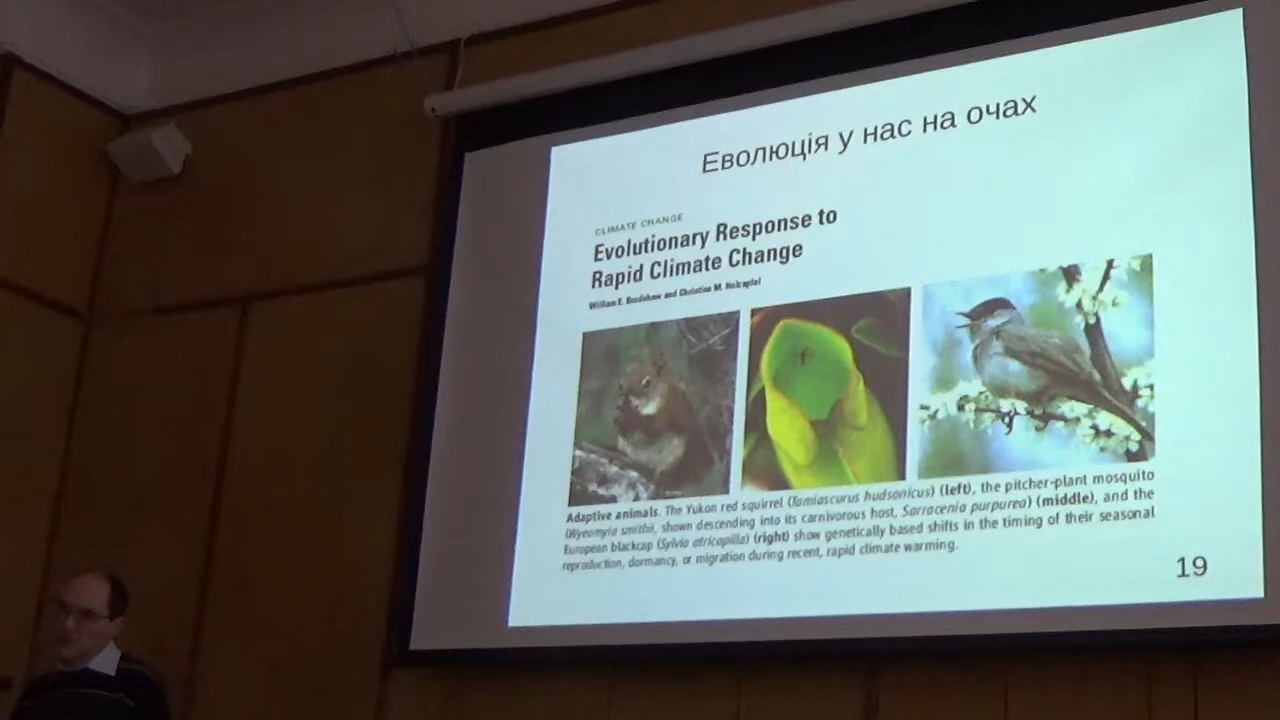 Еволюція у нас на очах
CLIMATE CHANGE
Evolutionary Response to
Rapid Climate Change
William E. Bradshaw and Christina M. Holzapfel
Adaptive animals. The Yukon red squirrel (Tamiascurus hudsonicus) (left), the pitcher-plant mosquito
(Wyeomyia smithii, shown descending into its carnivorous host, Sarracenia purpurea) (middle), and the
European blackcap (Sylvia atricapilla) (right) show genetically based shifts in the timing of their seasonal
reproduction, dormancy, or migration during recent, rapid climate warming.
19